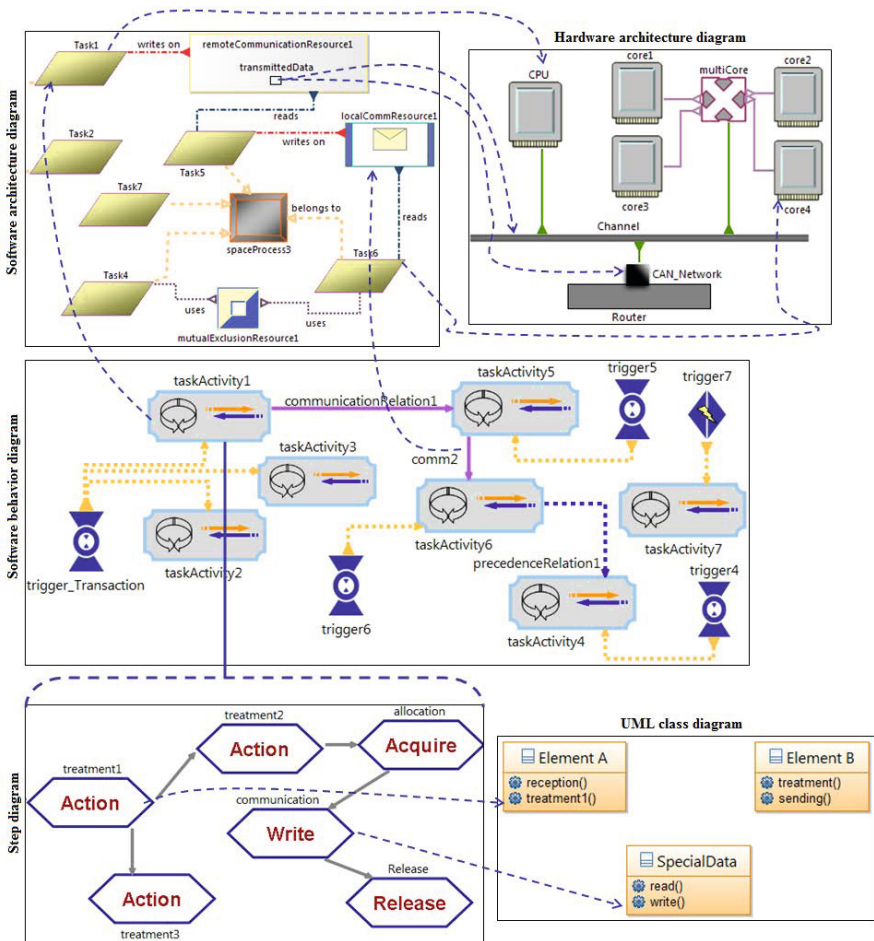 Software architecture diagram
Task1
writes on
remoteCommunicationResource1
transmittedData
reads
Task2
localCommResource1
writes on
Task5
Task7
belongs to
reads
spaceProcess3
Task4
Task6
uses
uses
mutualExclusionResource1
Hardware architecture diagram
core1
multiCore
core2
CPU
core3
core4
Channel
CAN_Network
Router
Software behavior diagram
taskActivity1
communicationRelation1
taskActivity5
trigger5
trigger7
taskActivity3
comm2
taskActivity2
trigger_Transaction
taskActivity6
taskActivity7
precedenceRelation1
trigger4
trigger6
taskActivity4
Step diagram
treatment2
allocation
Action
Acquire
treatment1
Action
communication
Write
Release
Action
Release
treatment3
UML class diagram
Element A
reception()
treatment1()
Element B
treatment()
sending()
SpecialData
read()
write()